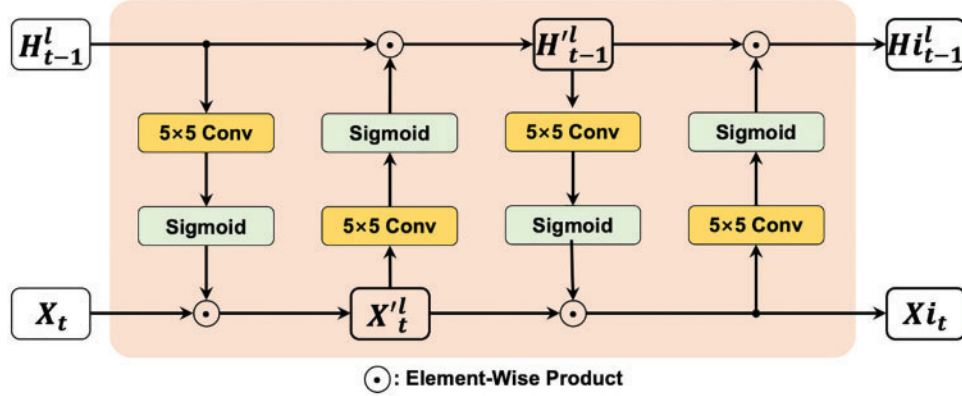 H^l_{t-1}
H'^l_{t-1}
Hi^l_{t-1}
5×5 Conv
Sigmoid
5×5 Conv
Sigmoid
Sigmoid
5×5 Conv
Sigmoid
5×5 Conv
X_t
X'^l_t
Xi_t
⊙: Element-Wise Product